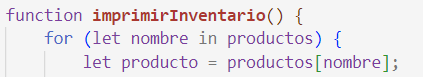 function imprimirInventario() {
    for (let nombre in productos) {
        let producto = productos[nombre];